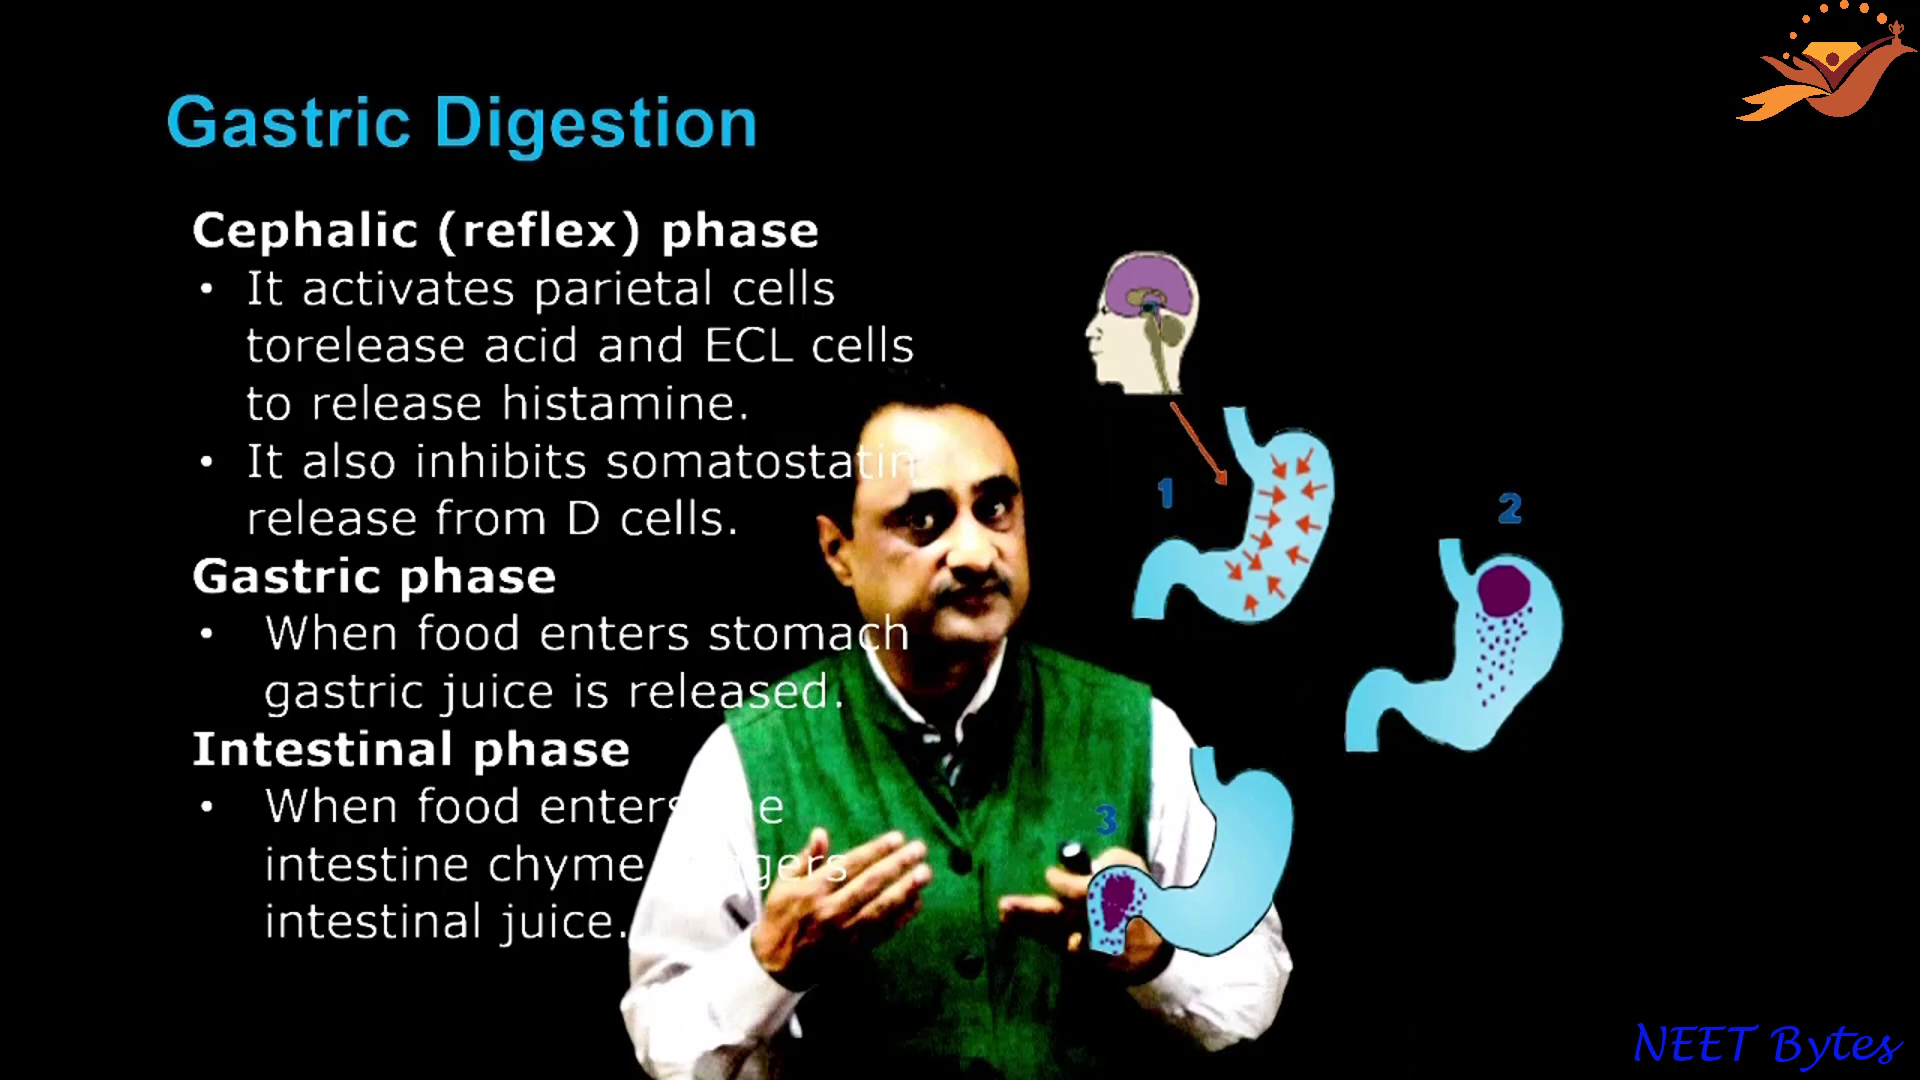 Gastric Digestion
Cephalic (reflex) phase
• It activates parietal cells
torelease acid and ECL cells
to release histamine.
• It also inhibits somatostatin
release from D cells.
Gastric phase
• When food enters stomach
gastric juice is released.
Intestinal phase
• When food enters
intestine chyme
intestinal juice.
1
2
3
NEET Bytes